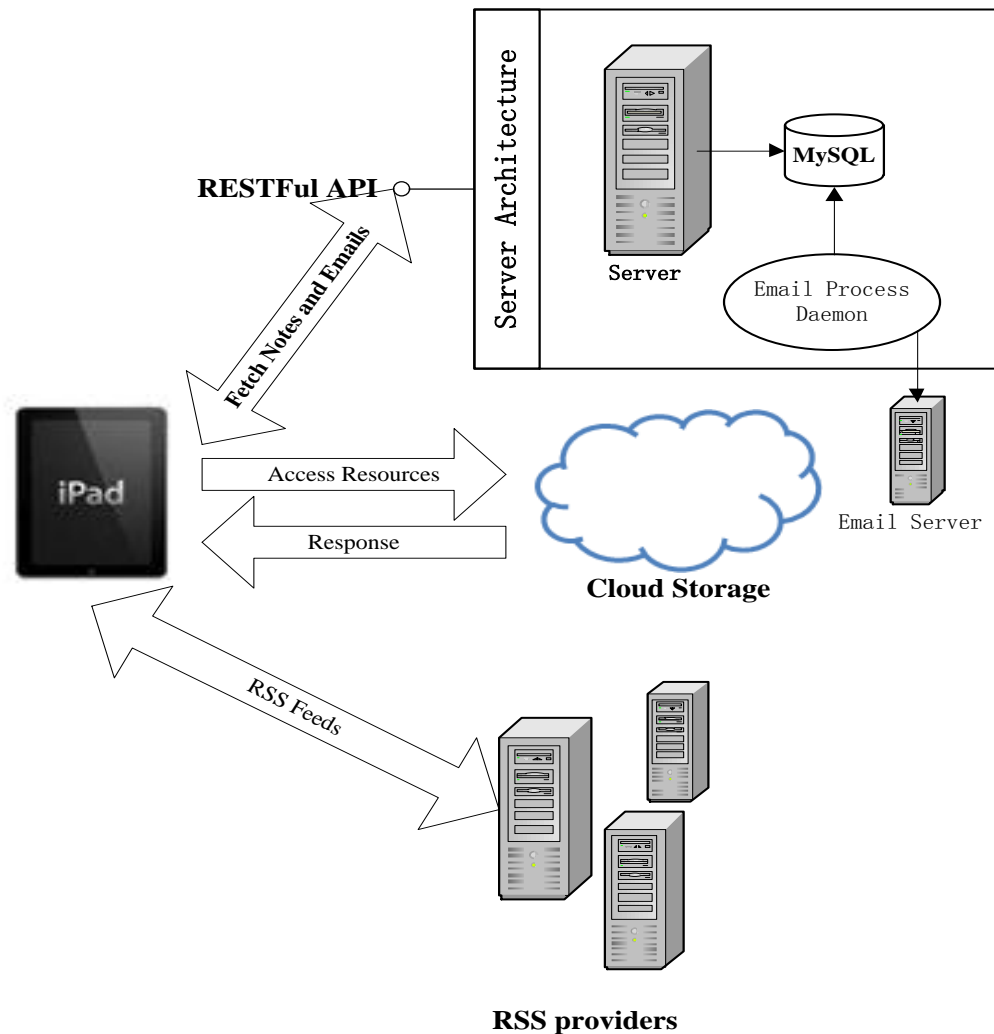 Server Architecture
MySQL
RESTFul API
Server
Email Process
Daemon
Fetch Notes and Emails
iPad
Access Resources
Response
Email Server
Cloud Storage
RSS Feeds
RSS providers